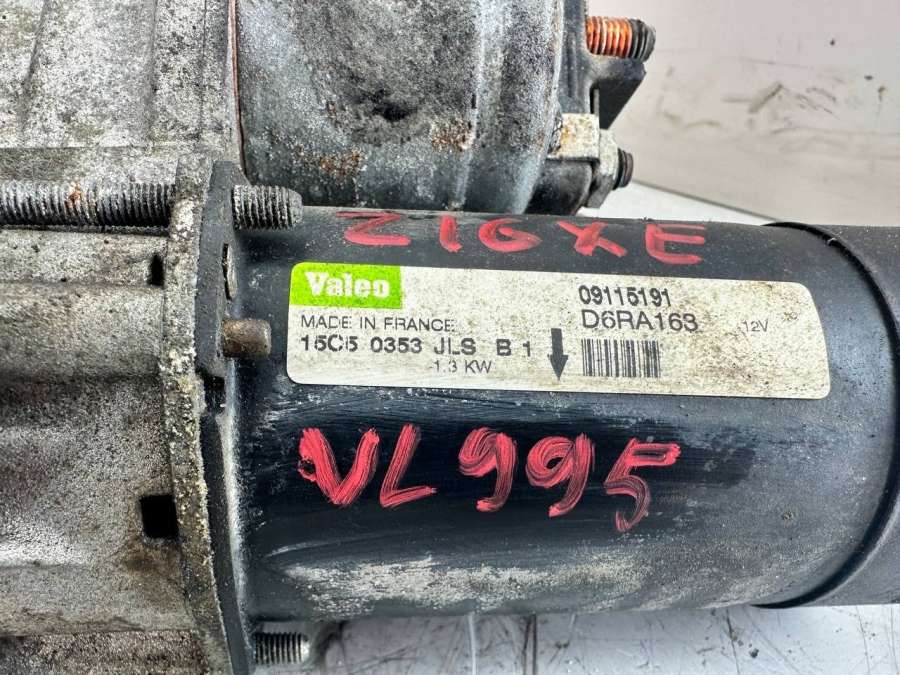 Z16XE
Valeo
09115191
MADE IN FRANCE
D6RA163
12V
15C5 0353 JLS B 1
1.3 KW
VL995